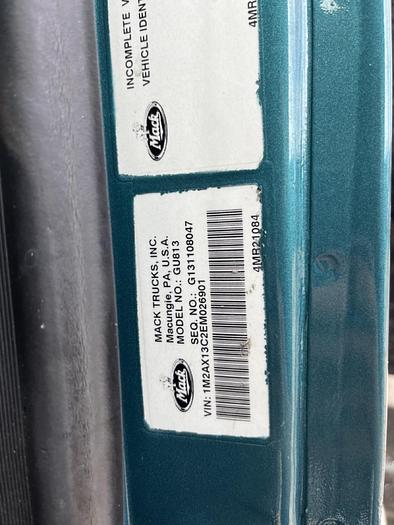 INCOMPLETE
VEHICLE IDENT
Mack
4MR
MACK TRUCKS, INC.
Macungie, PA, U.S.A.
MODEL NO.: GU813
SEQ. NO.: G131108047
Mack
VIN: 1M2AX13C2EM026901
4MR21084